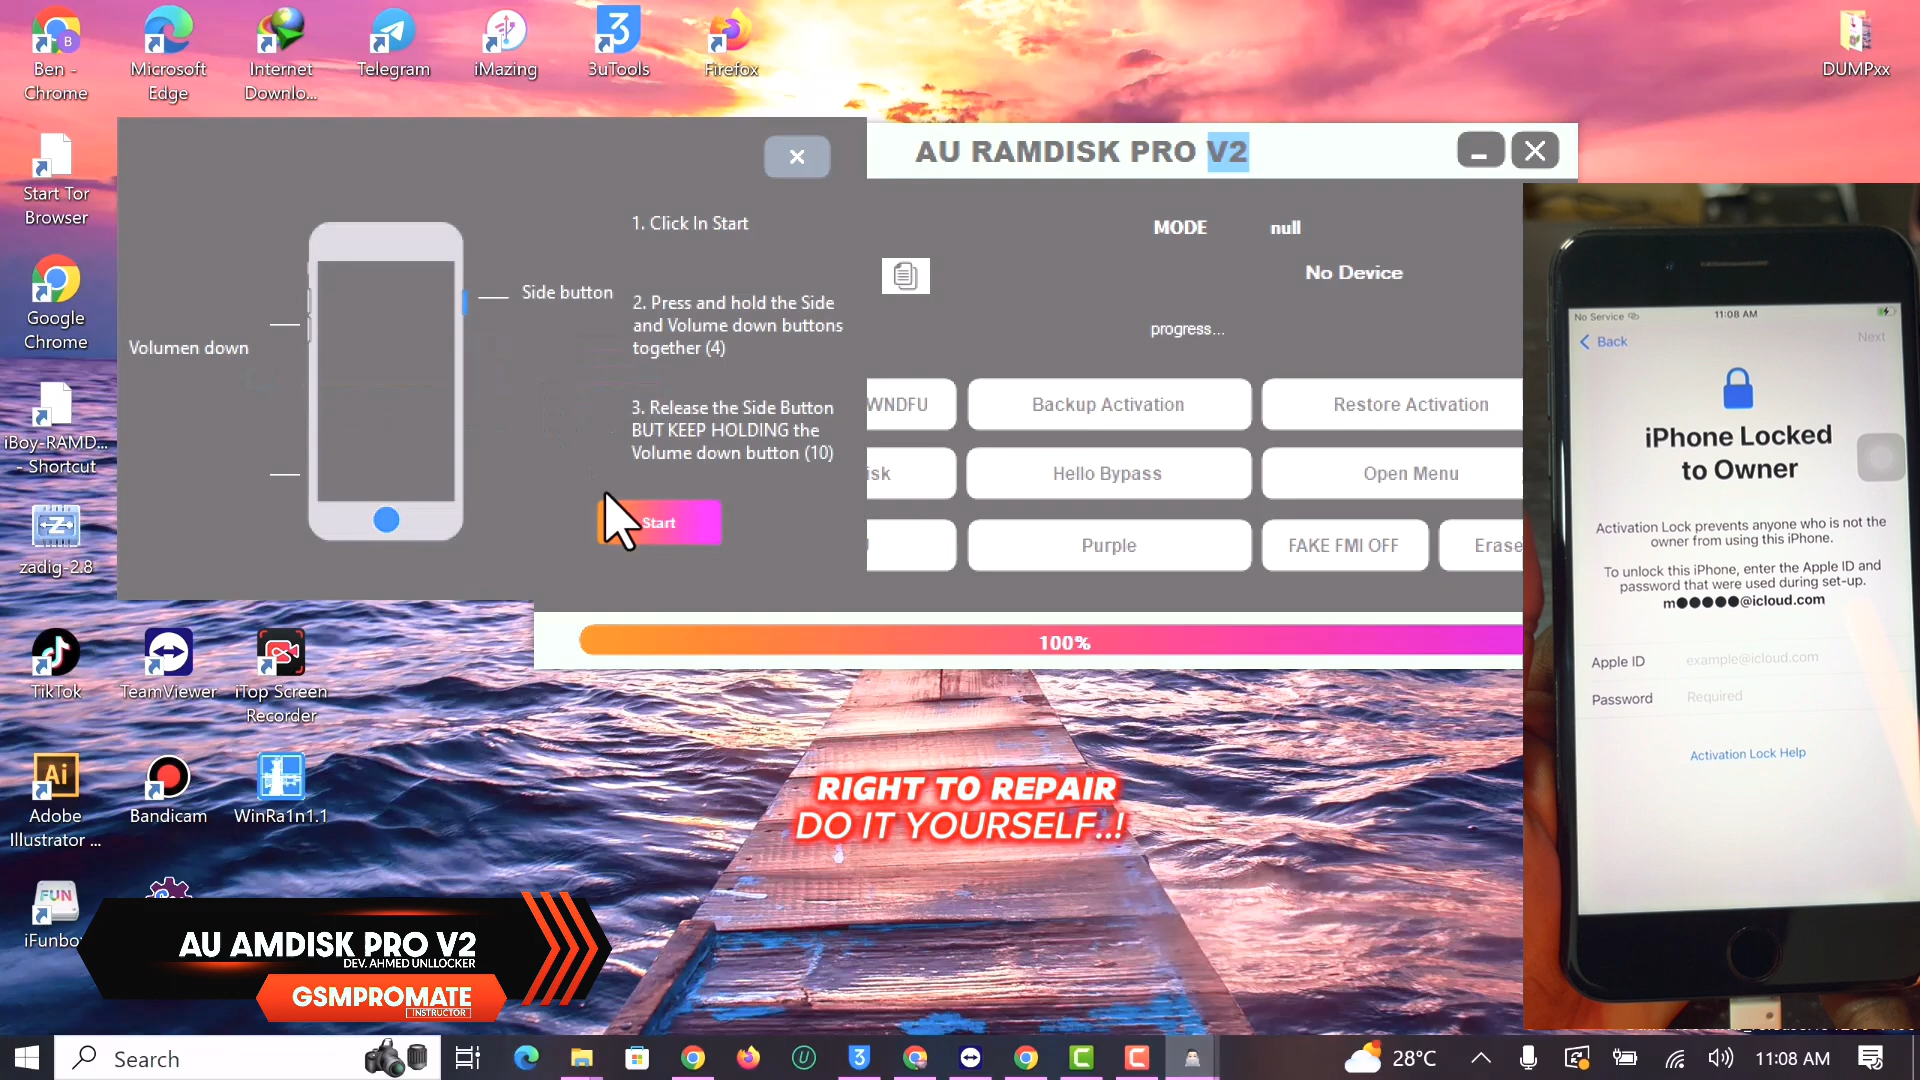 Ben -
Chrome
Microsoft
Edge
Internet
Downlo...
Telegram
iMazing
3uTools
Firefox
DUMPxx
Start Tor
Browser
Google
Chrome
iBoy-RAMD...
- Shortcut
zadig-2.8
TikTok
TeamViewer
iTop Screen
Recorder
Adobe
Illustrator ...
Bandicam
WinRa1n1.1
iFunbo
1. Click In Start
Side button
2. Press and hold the Side
and Volume down buttons
together (4)
Volumen down
3. Release the Side Button
BUT KEEP HOLDING the
Volume down button (10)
Start
AU RAMDISK PRO V2
MODE null
No Device
progress...
WNDFU
Backup Activation
Restore Activation
isk
Hello Bypass
Open Menu
Purple
FAKE FMI OFF
Erase
100%
No Service
11:08 AM
Back
Next
iPhone Locked
to Owner
Activation Lock prevents anyone who is not the
owner from using this iPhone.
To unlock this iPhone, enter the Apple ID and
password that were used during set-up.
m●●●●●@icloud.com
Apple ID example@icloud.com
Password Required
Activation Lock Help
RIGHT TO REPAIR
DO IT YOURSELF..!
AU AMDISK PRO V2
DEV. AHMED UNLLOCKER
GSMPROMATE
INSTRUCTOR
Search
28°C
11:08 AM